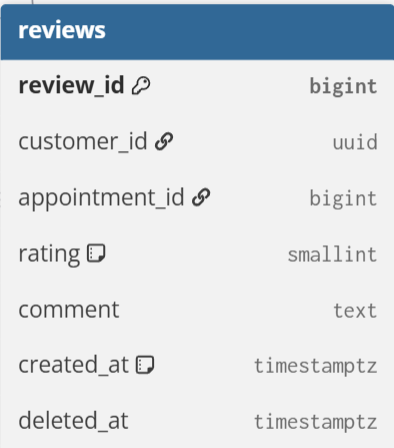 reviews
review_id bigint
customer_id uuid
appointment_id bigint
rating smallint
comment text
created_at timestamptz
deleted_at timestamptz